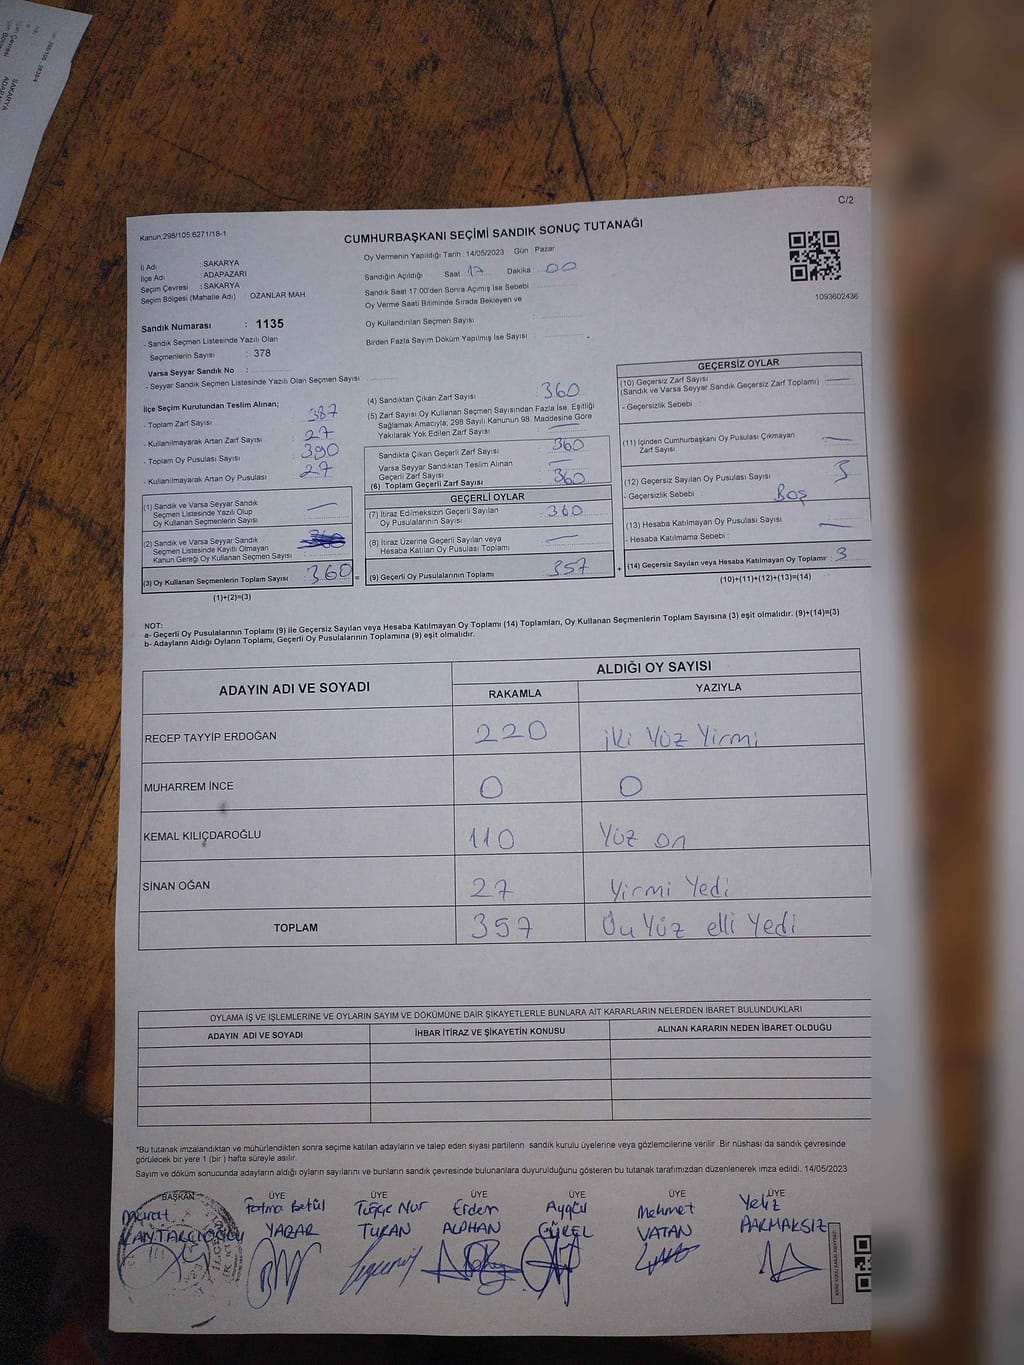 C/2
Kanun:298/105.6271/18-1
CUMHURBAŞKANI SEÇİMİ SANDIK SONUÇ TUTANAĞI
İl Adı : SAKARYA
İlçe Adı : ADAPAZARI
Seçim Çevresi : SAKARYA
Seçim Bölgesi (Mahalle Adı) OZANLAR MAH.
Oy Vermenin Yapıldığı Tarih : 14/05/2023 Gün : Pazar
Sandığın Açıldığı Saat : 17 Dakika : 00
Sandık Saat 17:00'den Sonra Açımış İse Sebebi :
Oy Verme Saati Bitiminde Sırada Bekleyen ve
Oy Kullandırılan Seçmen Sayısı :
Birden Fazla Sayım Döküm Yapılmış İse Sayısı :
1093602436
Sandık Numarası : 1135
- Sandık Seçmen Listesinde Yazılı Olan
Seçmenlerin Sayısı : 378
Varsa Seyyar Sandık No :
- Seyyar Sandık Seçmen Listesinde Yazılı Olan Seçmen Sayısı :
İlçe Seçim Kurulundan Teslim Alınan;
- Toplam Zarf Sayısı : 387
- Kullanılmayarak Artan Zarf Sayısı : 27
- Toplam Oy Pusulası Sayısı : 390
- Kullanılmayarak Artan Oy Pusulası : 27
(1) Sandık ve Varsa Seyyar Sandık
Seçmen Listesinde Yazılı Olup
Oy Kullanan Seçmenlerin Sayısı : —
(2) Sandık ve Varsa Seyyar Sandık
Seçmen Listesinde Kayıtlı Olmayan
Kanun Gereği Oy Kullanan Seçmen Sayısı :
(3) Oy Kullanan Seçmenlerin Toplam Sayısı : 360 =
(1)+(2)=(3)
(4) Sandıktan Çıkan Zarf Sayısı : 360
(5) Zarf Sayısı Oy Kullanan Seçmen Sayısından Fazla İse, Eşitliği
Sağlamak Amacıyla; 298 Sayılı Kanunun 98. Maddesine Göre
Yakılarak Yok Edilen Zarf Sayısı : —
Sandıkta Çıkan Geçerli Zarf Sayısı : 360
Varsa Seyyar Sandıktan Teslim Alınan
Geçerli Zarf Sayısı : —
(6) Toplam Geçerli Zarf Sayısı : 360
GEÇERLİ OYLAR
(7) İtiraz Edimeksizin Geçerli Sayılan
Oy Pusulalarının Sayısı : 360
(8) İtiraz Üzerine Geçerli Sayılan veya
Hesaba Katılan Oy Pusulası Toplamı : —
(9) Geçerli Oy Pusulalarının Toplamı : 357 +
GEÇERSİZ OYLAR
(10) Geçersiz Zarf Sayısı
(Sandık ve Varsa Seyyar Sandık Geçersiz Zarf Toplamı) : —
- Geçersizlik Sebebi :
(11) İçinden Cumhurbaşkanı Oy Pusulası Çıkmayan
Zarf Sayısı : —
(12) Geçersiz Sayılan Oy Pusulası Sayısı : 3
- Geçersizlik Sebebi : Boş
(13) Hesaba Katılmayan Oy Pusulası Sayısı : —
- Hesaba Katılmama Sebebi :
(14) Geçersiz Sayılan veya Hesaba Katılmayan Oy Toplamı : 3
(10)+(11)+(12)+(13)=(14)
NOT:
a- Geçerli Oy Pusulalarının Toplamı (9) ile Geçersiz Sayılan veya Hesaba Katılmayan Oy Toplamı (14) Toplamları, Oy Kullanan Seçmenlerin Toplam Sayısına (3) eşit olmalıdır. (9)+(14)=(3)
b- Adayların Aldığı Oyların Toplamı, Geçerli Oy Pusulalarının Toplamına (9) eşit olmalıdır.
ADAYIN ADI VE SOYADI
ALDIĞI OY SAYISI
RAKAMLA YAZIYLA
RECEP TAYYİP ERDOĞAN 220 iki Yüz Yirmi
MUHARREM İNCE 0 0
KEMAL KILIÇDAROĞLU 110 Yüz on
SİNAN OĞAN 27 Yirmi Yedi
TOPLAM 357 Üç Yüz elli Yedi
OYLAMA İŞ VE İŞLEMLERİNE VE OYLARIN SAYIM VE DÖKÜMÜNE DAİR ŞİKAYETLERLE BUNLARA AİT KARARLARIN NELERDEN İBARET BULUNDUKLARI
ADAYIN ADI VE SOYADI İHBAR İTİRAZ VE ŞİKAYETİN KONUSU ALINAN KARARIN NEDEN İBARET OLDUĞU
*Bu tutanak imzalandıktan ve mühürlendikten sonra seçime katılan adayların ve talep eden siyasi partilerin sandık kurulu üyelerine veya gözlemcilerine verilir. Bir nüshası da sandık çevresinde
görülecek bir yere 1 (bir) hafta süreyle asılır.
Sayım ve döküm sonucunda adayların aldığı oyların sayılarını ve bunların sandık çevresinde bulunanlara duyurulduğunu gösteren bu tutanak tarafımızdan düzenlenerek imza edildi. 14/05/2023
BAŞKAN ÜYE ÜYE ÜYE ÜYE ÜYE ÜYE
Murat Fatma Betül Tuğçe Nur Erdem Aygül Mehmet Yeliz
KANTARCIOĞLU YAZAR TURAN ALPHAN GÜREL VATAN PARMAKSIZ